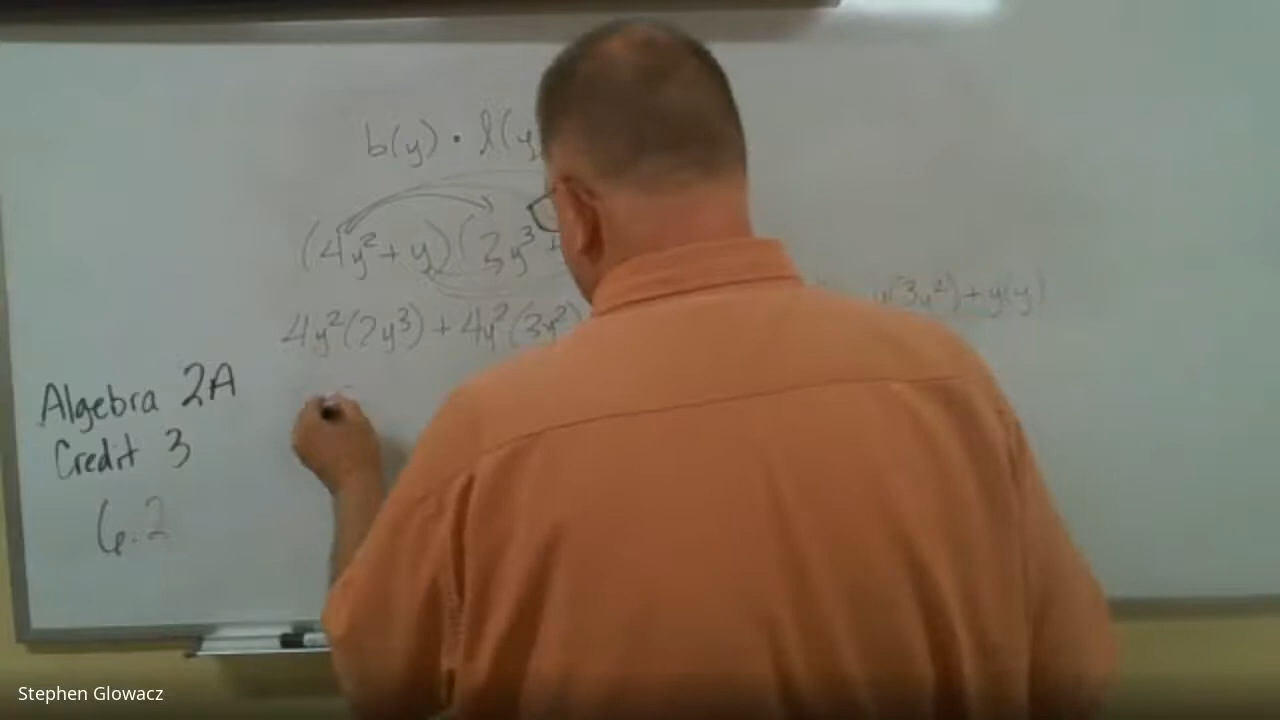 b(y) · l(y
(4y²+y)(3y³ +
4y²(2y³) + 4y²(3y²)
y(3y²)+y(y)
Algebra 2A
Credit 3
6.2
Stephen Glowacz